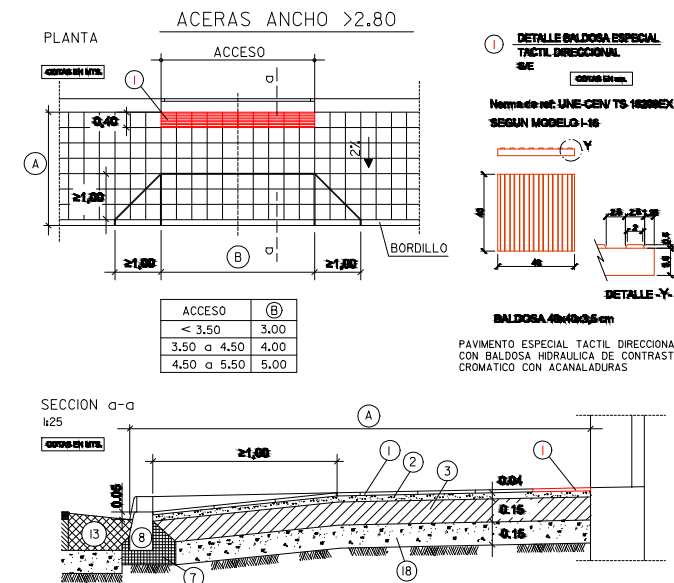 ACERAS ANCHO >2.80
PLANTA
COTAS EN MTS.
ACCESO
1
a
0,40
A
2%
≥1,00
a
B
≥1,00
≥1,00
BORDILLO
ACCESO B
< 3.50 3.00
3.50 a 4.50 4.00
4.50 a 5.50 5.00
1 DETALLE BALDOSA ESPECIAL
TACTIL DIRECCIONAL
S/E
COTAS EN cm.
Norma de ref: UNE-CEN/ TS 15209EX
SEGUN MODELO I-16
Y
40
40
2
DETALLE -Y-
BALDOSA 40x40x3,5 cm
PAVIMENTO ESPECIAL TACTIL DIRECCIONA
CON BALDOSA HIDRAULICA DE CONTRAST
CROMATICO CON ACANALADURAS
SECCION a-a
1:25
COTAS EN MTS.
A
≥1,00
1
2
3
1
0.05
0.04
0.15
0.15
13
8
7
18